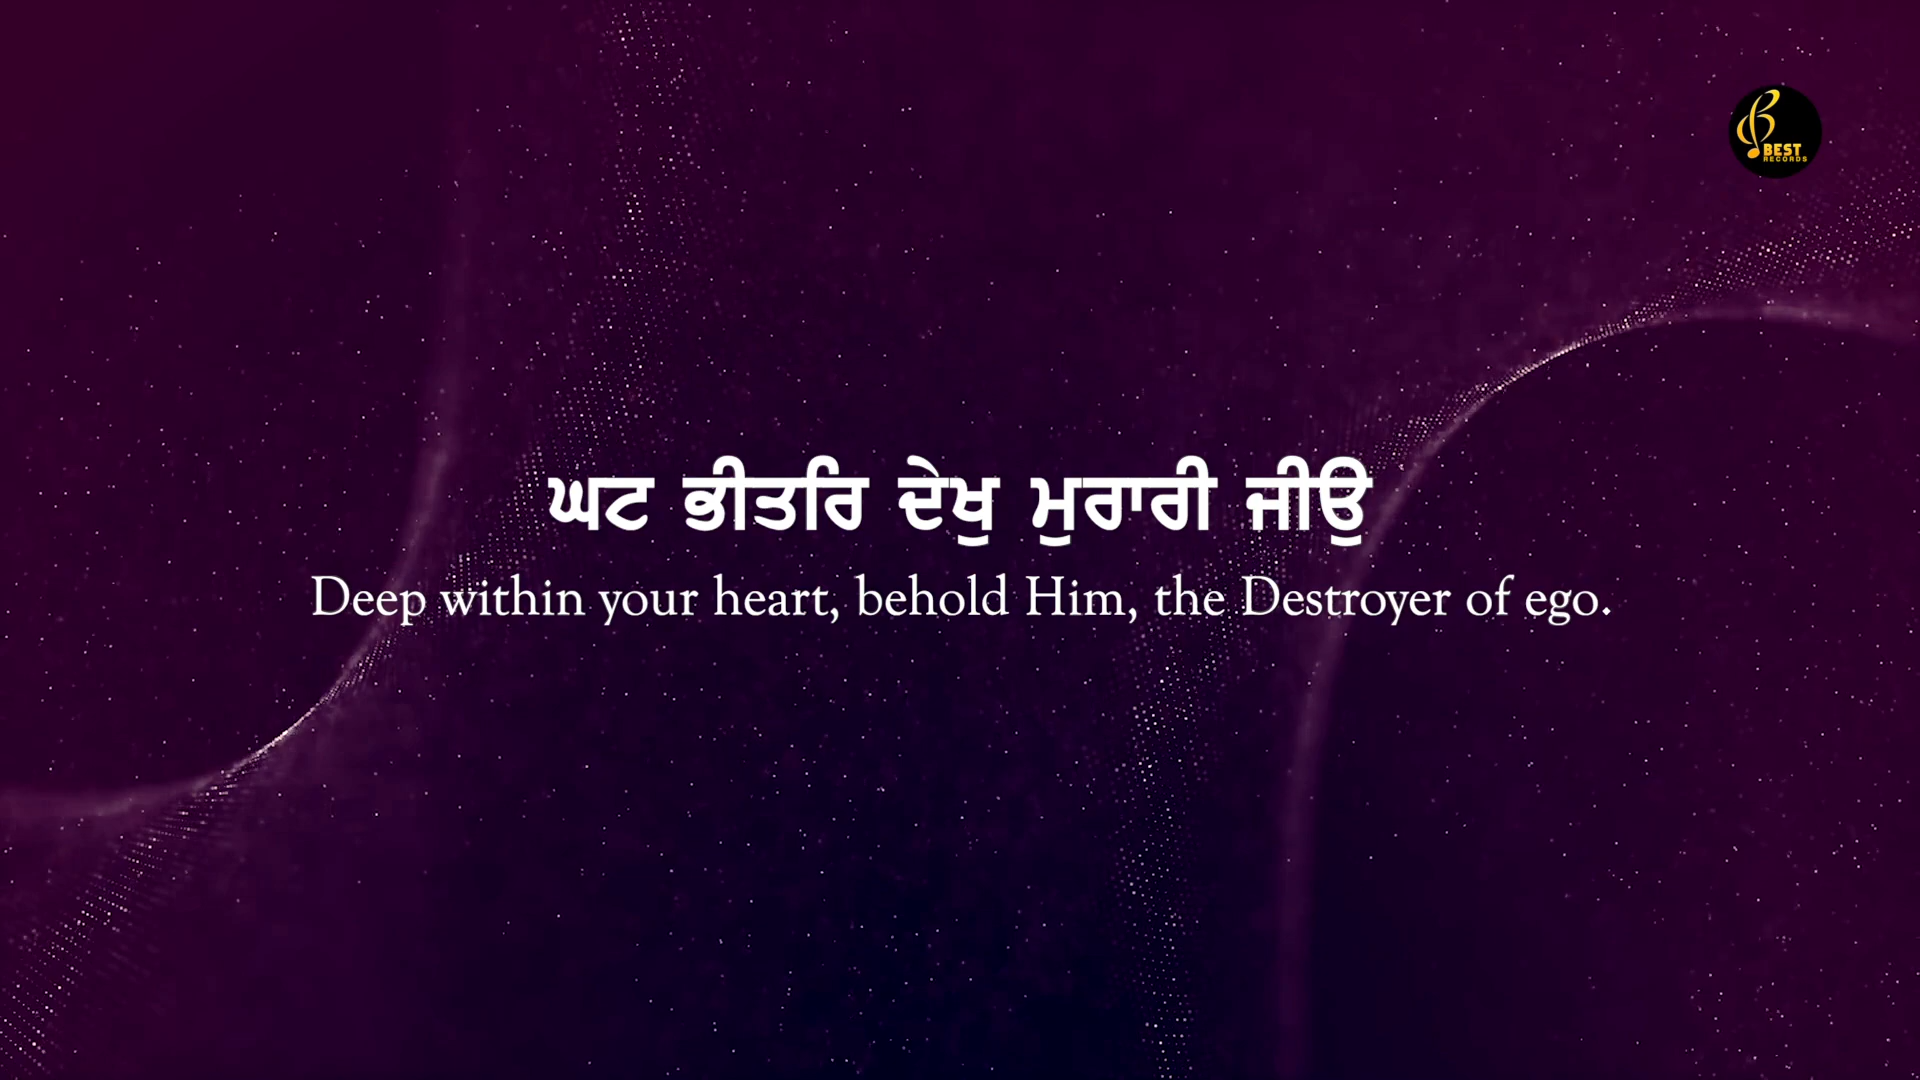 BEST
RECORDS
ਘਟ ਭੀਤਰਿ ਦੇਖੁ ਮੁਰਾਰੀ ਜੀਉ
Deep within your heart, behold Him, the Destroyer of ego.